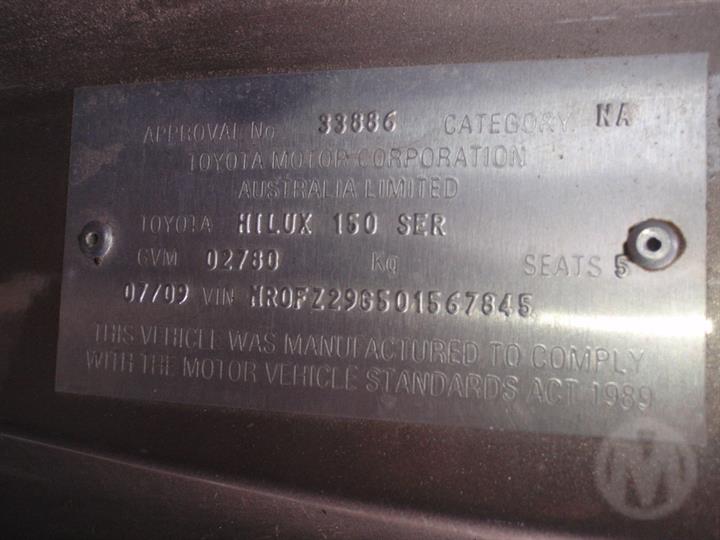 APPROVAL No 33886 CATEGORY NA
TOYOTA MOTOR CORPORATION
AUSTRALIA LIMITED
TOYOTA HILUX 150 SER
GVM 02780 Kg SEATS 5
07/09 VIN MR0FZ29G501567845
THIS VEHICLE WAS MANUFACTURED TO COMPLY
WITH THE MOTOR VEHICLE STANDARDS ACT 1989
M